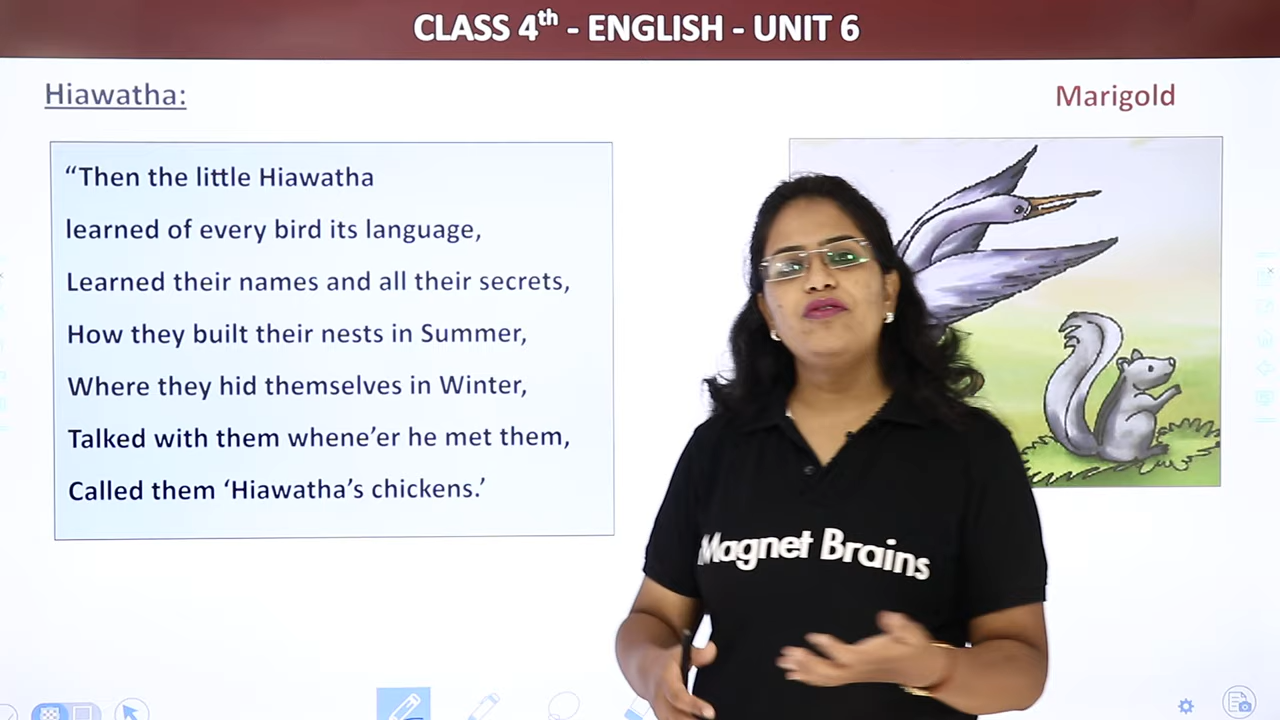 CLASS 4th - ENGLISH - UNIT 6
Hiawatha:
Marigold
“Then the little Hiawatha
learned of every bird its language,
Learned their names and all their secrets,
How they built their nests in Summer,
Where they hid themselves in Winter,
Talked with them whene’er he met them,
Called them ‘Hiawatha’s chickens.’
Magnet Brains